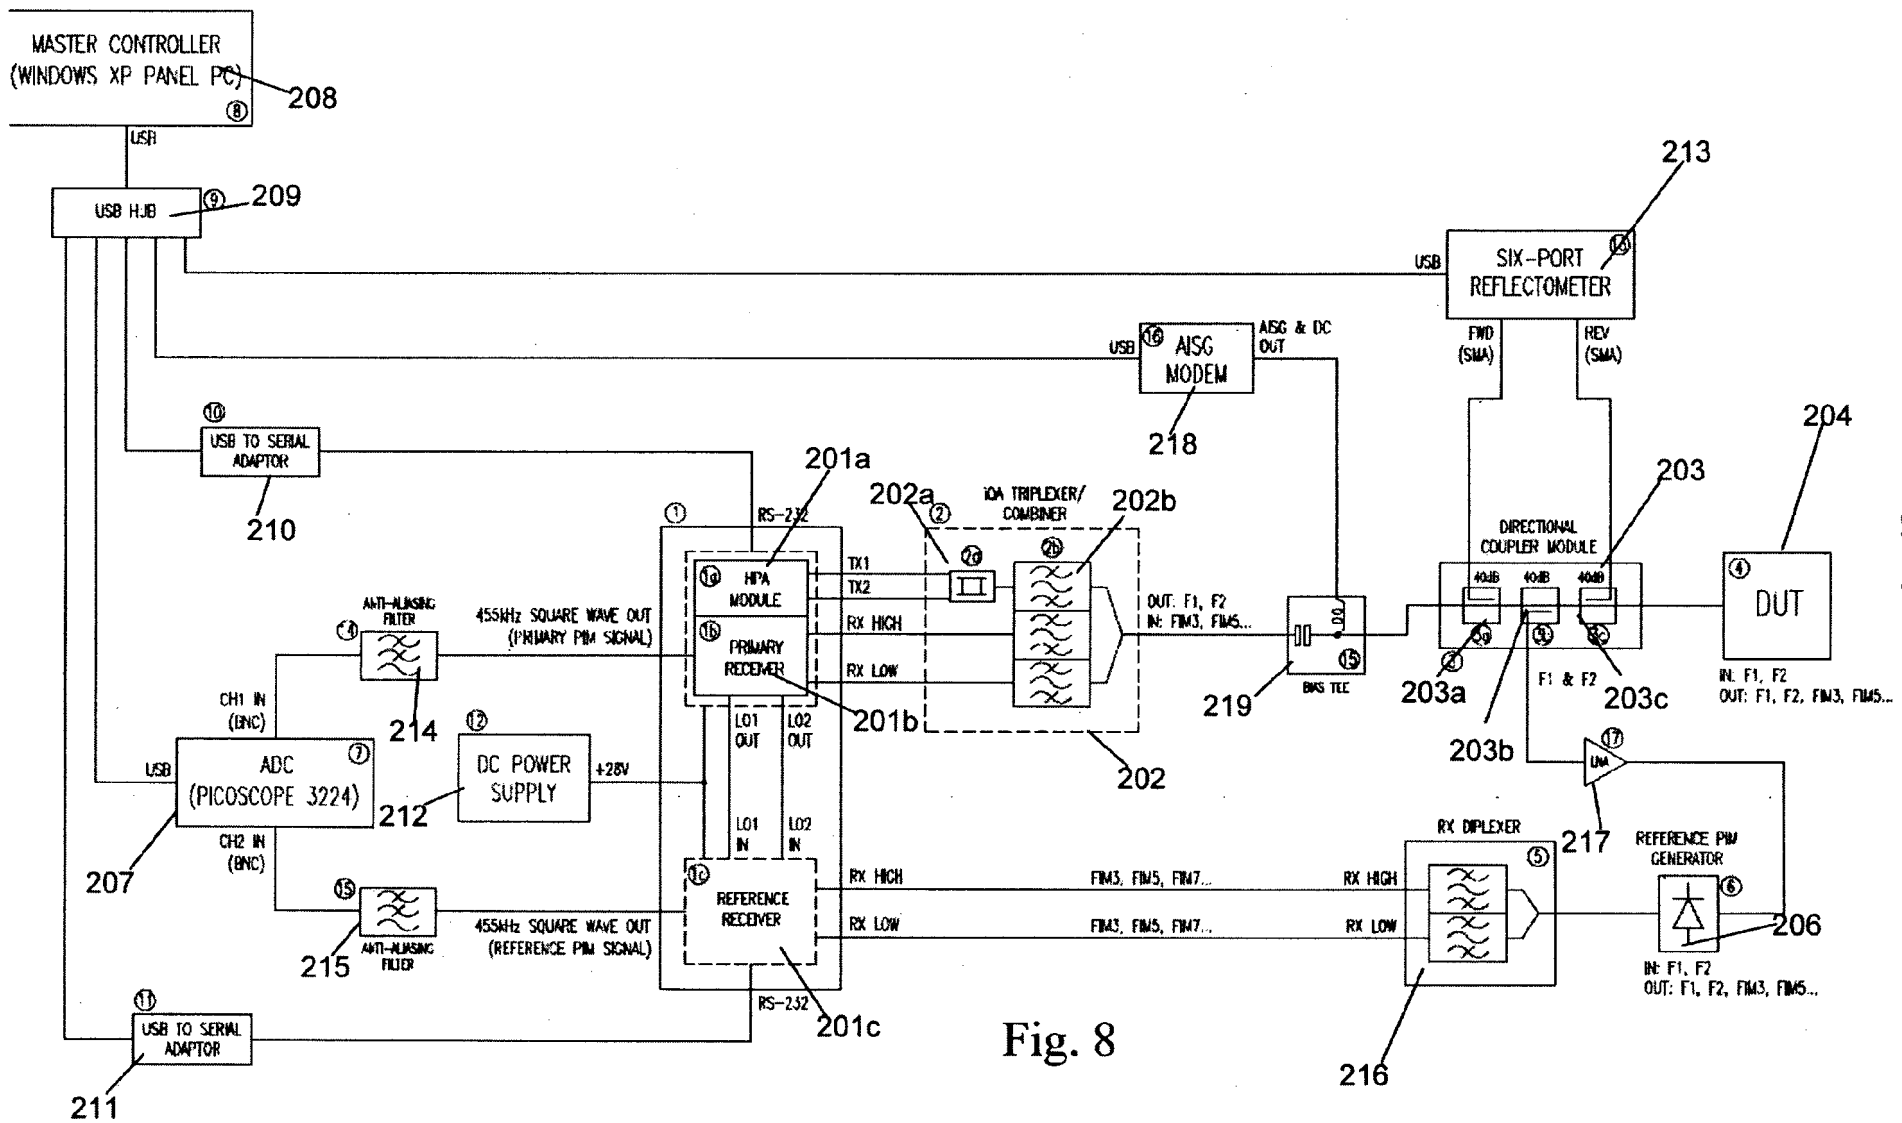 MASTER CONTROLLER
(WINDOWS XP PANEL PC)
208
8
USB
9
209
USB HUB
213
SIX-PORT
REFLECTOMETER
USB
FWD
(SMA)
REV
(SMA)
16
AISG
MODEM
USB
AISG & DC
OUT
218
204
10
USB TO SERIAL
ADAPTOR
210
201a
202a
iQA TRIPLEXER/
COMBINER
202b
203
DIRECTIONAL
COUPLER MODULE
1
RS-232
2
2a
2b
1a
HPA
MODULE
TX1
TX2
1b
PRIMARY
RECEIVER
RX HIGH
RX LOW
40dB
40dB
40dB
4
DUT
ANTI-ALIASING
FILTER
14
455kHz SQUARE WAVE OUT
(PRIMARY PIM SIGNAL)
OUT: F1, F2
IN: FIM3, FIM5...
15
BIAS TEE
219
3
203a
F1 & F2
203c
203b
IN: F1, F2
OUT: F1, F2, FIM3, FIM5...
CH1 IN
(BNC)
214
201b
LO1
OUT
LO2
OUT
202
12
DC POWER
SUPPLY
+28V
212
7
USB
ADC
(PICOSCOPE 3224)
207
CH2 IN
(BNC)
LO1
IN
LO2
IN
17
LNA
217
RX DIPLEXER
5
REFERENCE PIM
GENERATOR
6
206
15
1c
REFERENCE
RECEIVER
RX HIGH
FIM3, FIM5, FIM7...
RX HIGH
RX LOW
FIM3, FIM5, FIM7...
RX LOW
455kHz SQUARE WAVE OUT
(REFERENCE PIM SIGNAL)
215
ANTI-ALIASING
FILTER
IN: F1, F2
OUT: F1, F2, FIM3, FIM5...
RS-232
201c
216
11
USB TO SERIAL
ADAPTOR
211
Fig. 8